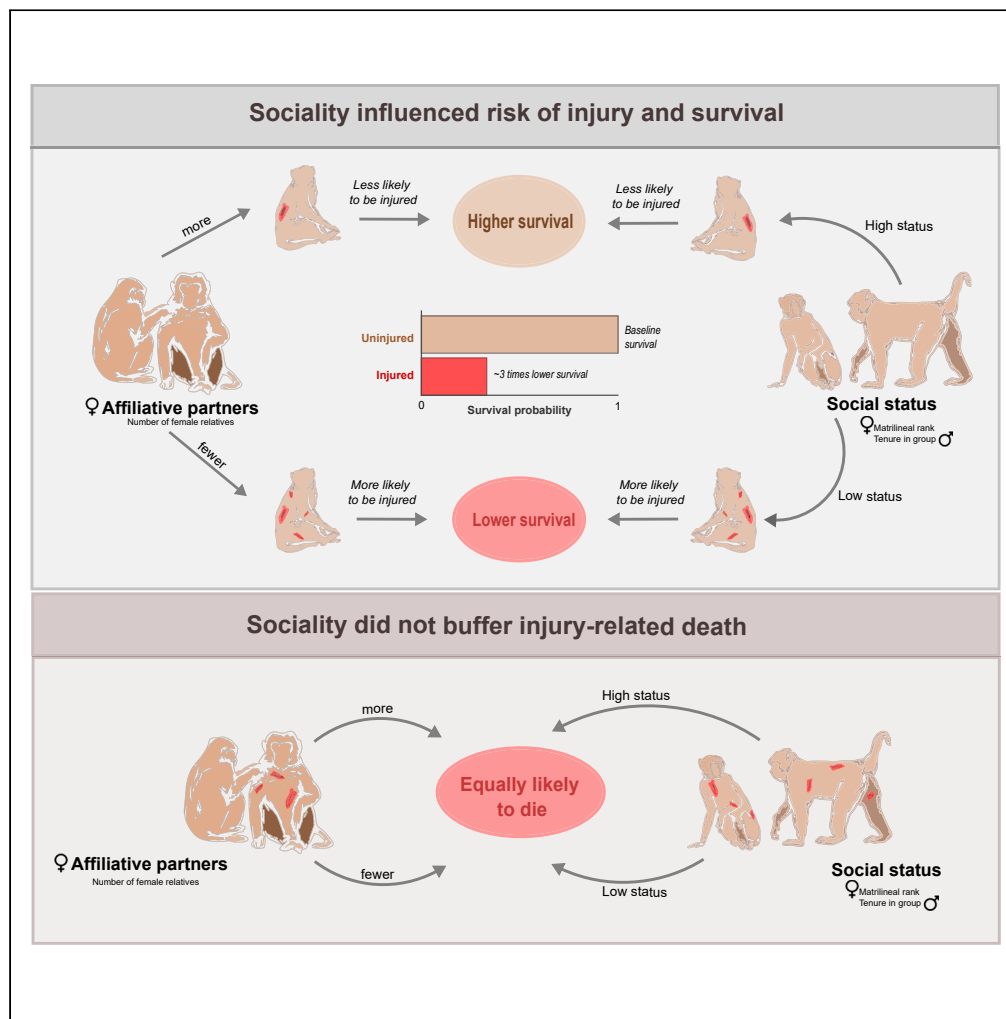 Sociality influenced risk of injury and survival
Less likely
to be injured
Higher survival
Less likely
to be injured
more
High status
Uninjured
Baseline
survival
Injured
~3 times lower survival
0
1
Survival probability
♀ Affiliative partners
Number of female relatives
Social status
♀ Matrilineal rank
Tenure in group ♂
fewer
More likely
to be injured
Lower survival
More likely
to be injured
Low status
Sociality did not buffer injury-related death
more
High status
Equally likely
to die
♀ Affiliative partners
Number of female relatives
fewer
Low status
Social status
♀ Matrilineal rank
Tenure in group ♂